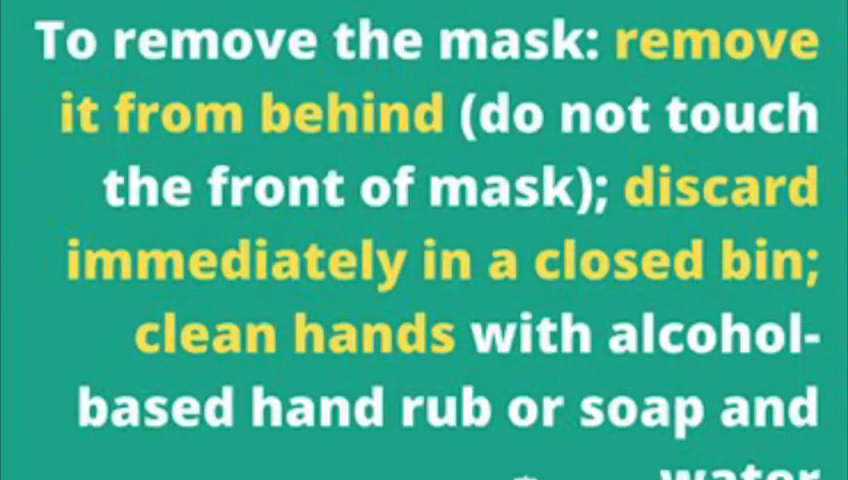 To remove the mask: remove
it from behind (do not touch
the front of mask); discard
immediately in a closed bin;
clean hands with alcohol-
based hand rub or soap and
water